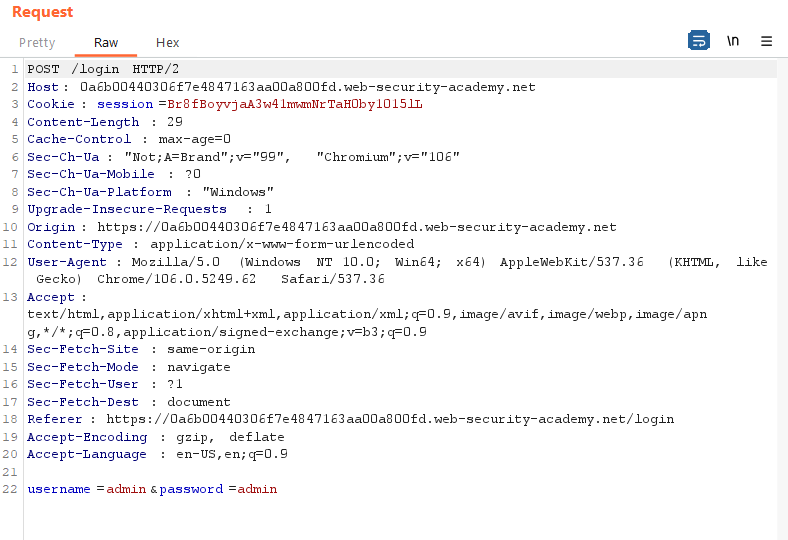 Request
Pretty Raw Hex \n
1 POST /login HTTP/2
2 Host: 0a6b00440306f7e4847163aa00a800fd.web-security-academy.net
3 Cookie: session=Br8fBoyvjaA3w41mwmNrTaHOby1015lL
4 Content-Length: 29
5 Cache-Control: max-age=0
6 Sec-Ch-Ua: "Not;A=Brand";v="99", "Chromium";v="106"
7 Sec-Ch-Ua-Mobile: ?0
8 Sec-Ch-Ua-Platform: "Windows"
9 Upgrade-Insecure-Requests: 1
10 Origin: https://0a6b00440306f7e4847163aa00a800fd.web-security-academy.net
11 Content-Type: application/x-www-form-urlencoded
12 User-Agent: Mozilla/5.0 (Windows NT 10.0; Win64; x64) AppleWebKit/537.36 (KHTML, like
Gecko) Chrome/106.0.5249.62 Safari/537.36
13 Accept:
text/html,application/xhtml+xml,application/xml;q=0.9,image/avif,image/webp,image/apn
g,*/*;q=0.8,application/signed-exchange;v=b3;q=0.9
14 Sec-Fetch-Site: same-origin
15 Sec-Fetch-Mode: navigate
16 Sec-Fetch-User: ?1
17 Sec-Fetch-Dest: document
18 Referer: https://0a6b00440306f7e4847163aa00a800fd.web-security-academy.net/login
19 Accept-Encoding: gzip, deflate
20 Accept-Language: en-US,en;q=0.9
21
22 username=admin&password=admin